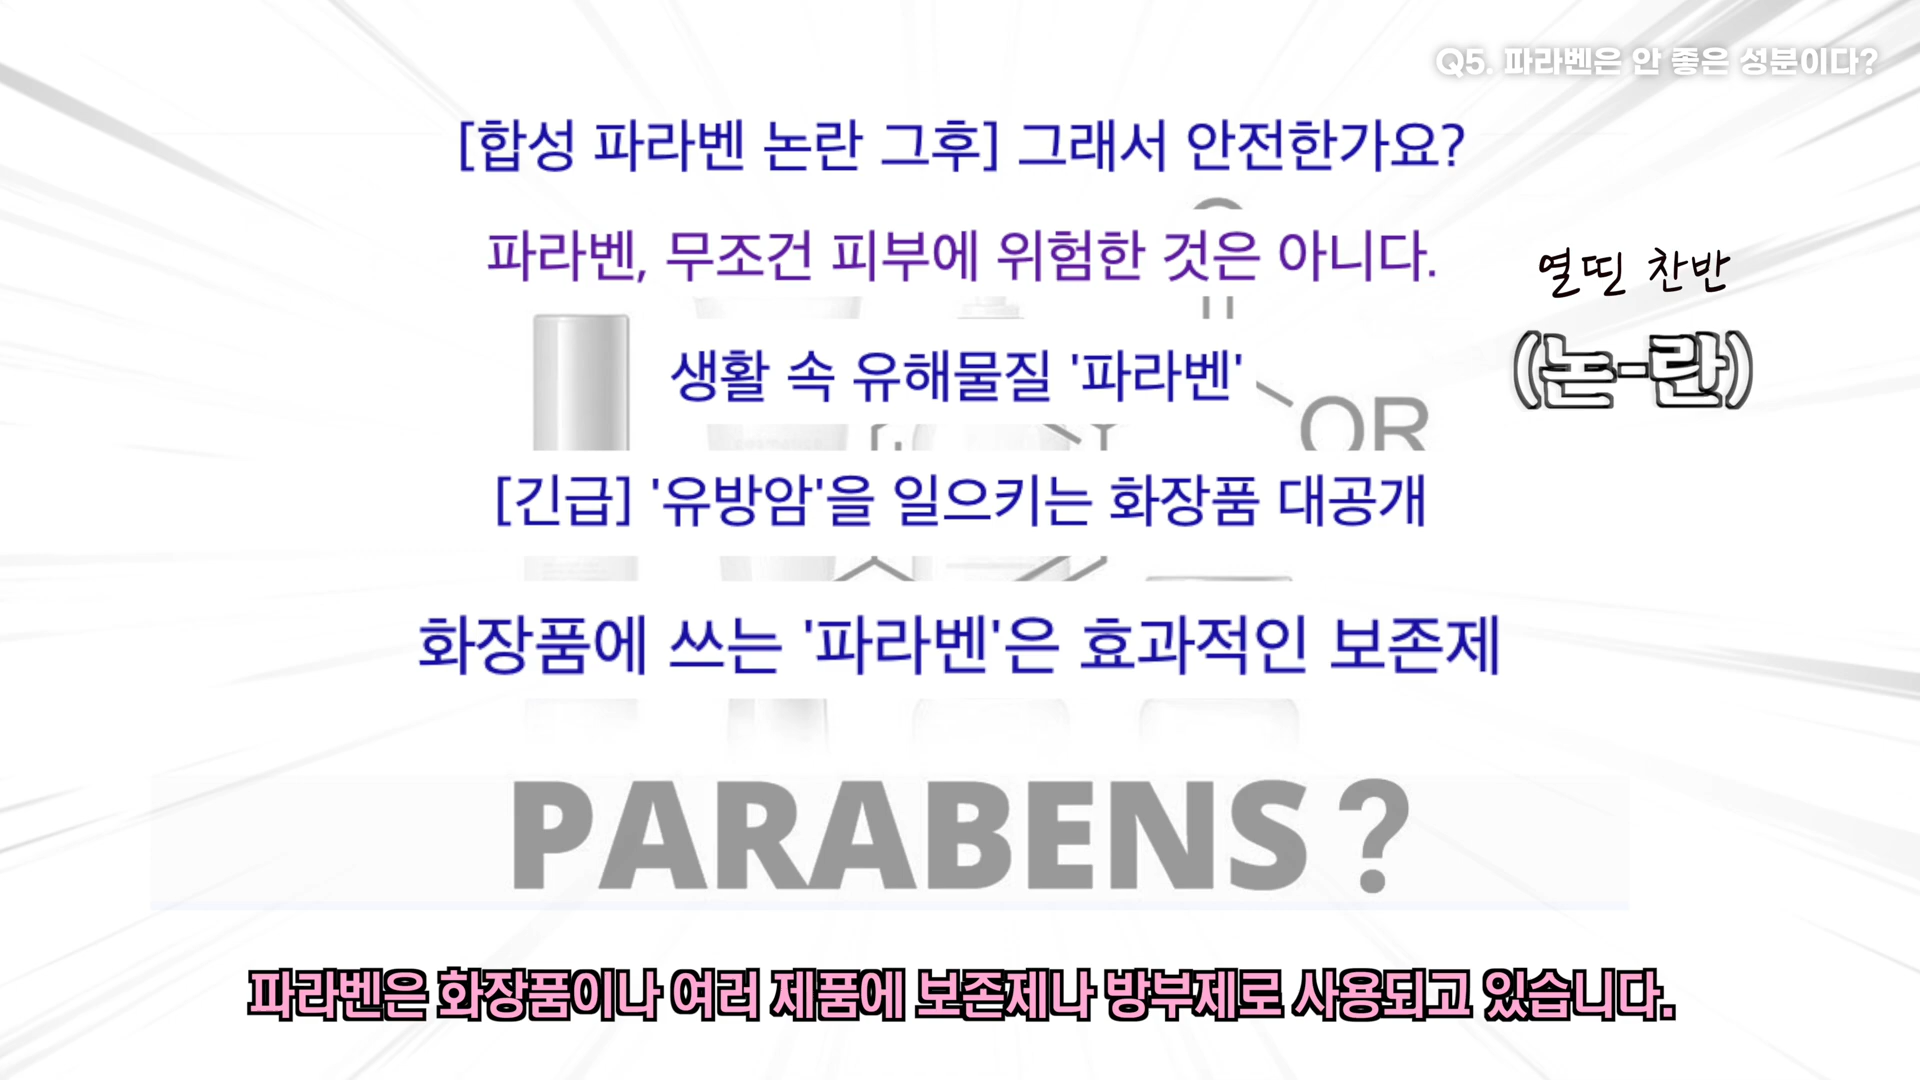 Q5. 파라벤은 안 좋은 성분이다?
[합성 파라벤 논란 그후] 그래서 안전한가요?
파라벤, 무조건 피부에 위험한 것은 아니다.
열띤 찬반
(논-란)
생활 속 유해물질 '파라벤'
OR
[긴급] '유방암'을 일으키는 화장품 대공개
화장품에 쓰는 '파라벤'은 효과적인 보존제
PARABENS ?
파라벤은 화장품이나 여러 제품에 보존제나 방부제로 사용되고 있습니다.